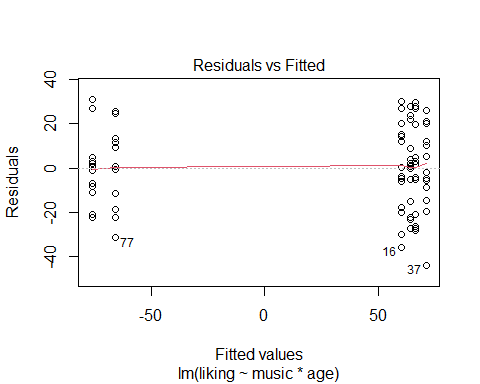 Residuals vs Fitted
Residuals
40
20
0
-20
-40
77
16
37
-50
0
50
Fitted values
lm(liking ~ music * age)